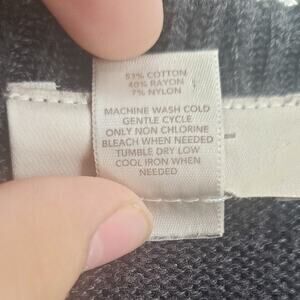 53% COTTON
40% RAYON
7% NYLON
MACHINE WASH COLD
GENTLE CYCLE
ONLY NON CHLORINE
BLEACH WHEN NEEDED
TUMBLE DRY LOW
COOL IRON WHEN
NEEDED